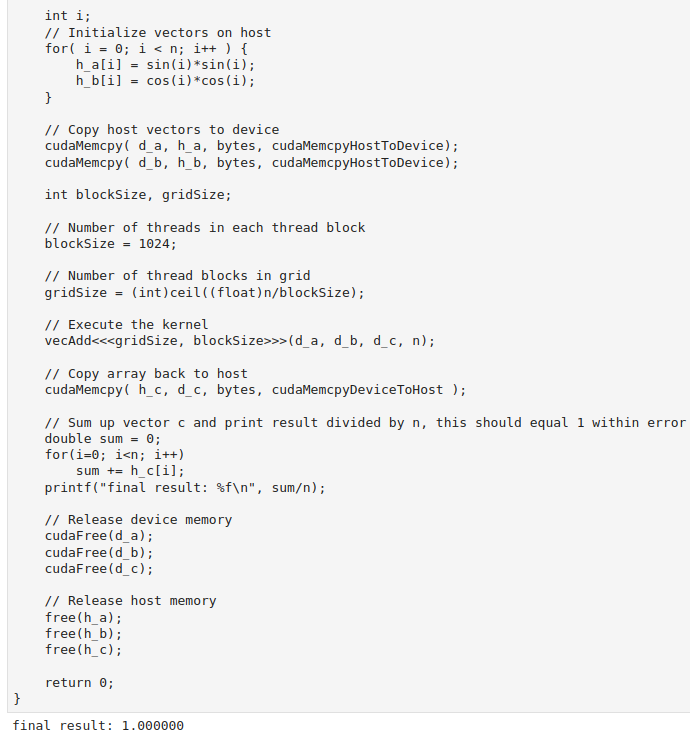 int i;
// Initialize vectors on host
for( i = 0; i < n; i++ ) {
h_a[i] = sin(i)*sin(i);
h_b[i] = cos(i)*cos(i);
}
// Copy host vectors to device
cudaMemcpy( d_a, h_a, bytes, cudaMemcpyHostToDevice);
cudaMemcpy( d_b, h_b, bytes, cudaMemcpyHostToDevice);
int blockSize, gridSize;
// Number of threads in each thread block
blockSize = 1024;
// Number of thread blocks in grid
gridSize = (int)ceil((float)n/blockSize);
// Execute the kernel
vecAdd<<<gridSize, blockSize>>>(d_a, d_b, d_c, n);
// Copy array back to host
cudaMemcpy( h_c, d_c, bytes, cudaMemcpyDeviceToHost );
// Sum up vector c and print result divided by n, this should equal 1 within error
double sum = 0;
for(i=0; i<n; i++)
sum += h_c[i];
printf("final result: %f\n", sum/n);
// Release device memory
cudaFree(d_a);
cudaFree(d_b);
cudaFree(d_c);
// Release host memory
free(h_a);
free(h_b);
free(h_c);
return 0;
}
final result: 1.000000